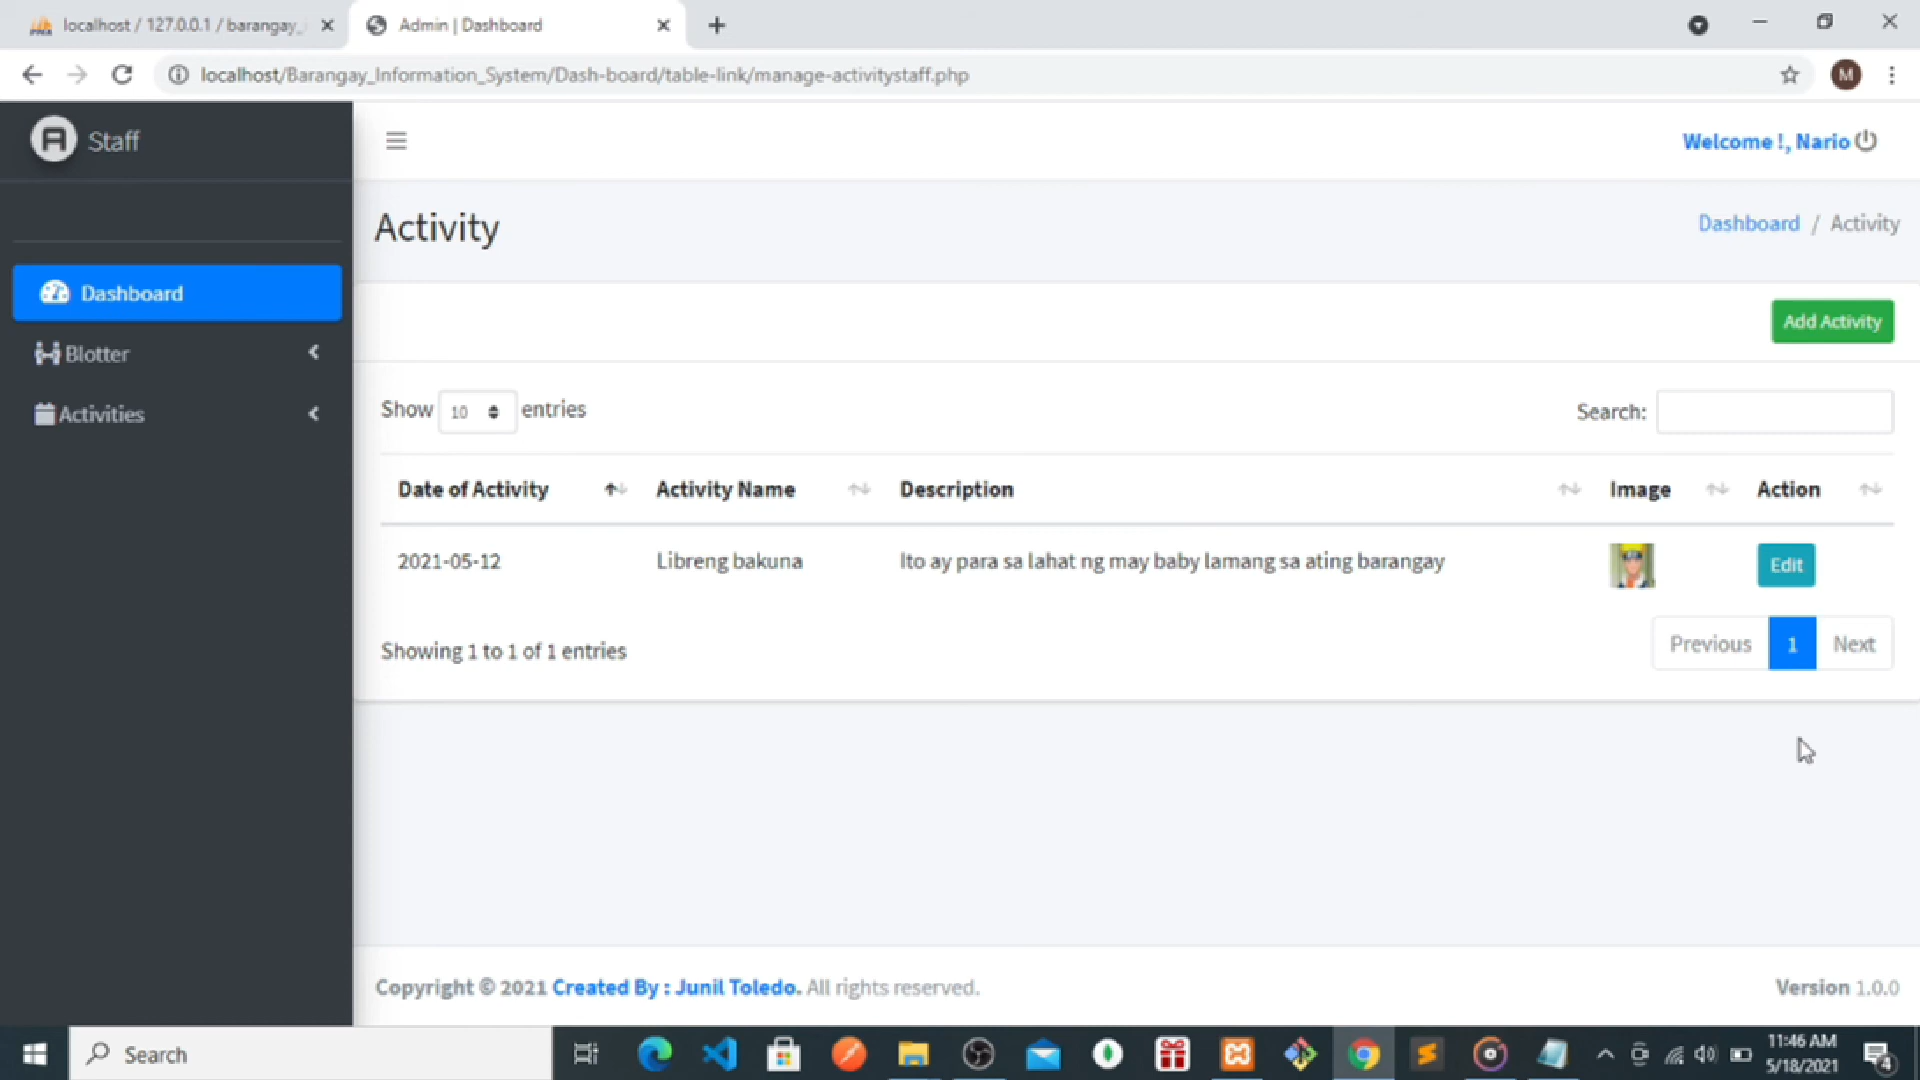 localhost / 127.0.0.1 / barangay_
Admin | Dashboard
localhost/Barangay_Information_System/Dash-board/table-link/manage-activitystaff.php
M
Staff
Welcome !, Nario
Activity
Dashboard / Activity
Dashboard
Blotter
Activities
Add Activity
Show 10 entries
Search:
Date of Activity Activity Name Description Image Action
2021-05-12 Libreng bakuna Ito ay para sa lahat ng may baby lamang sa ating barangay Edit
Showing 1 to 1 of 1 entries
Previous 1 Next
Copyright © 2021 Created By : Junil Toledo. All rights reserved.
Version 1.0.0
Search
11:46 AM
5/18/2021
4